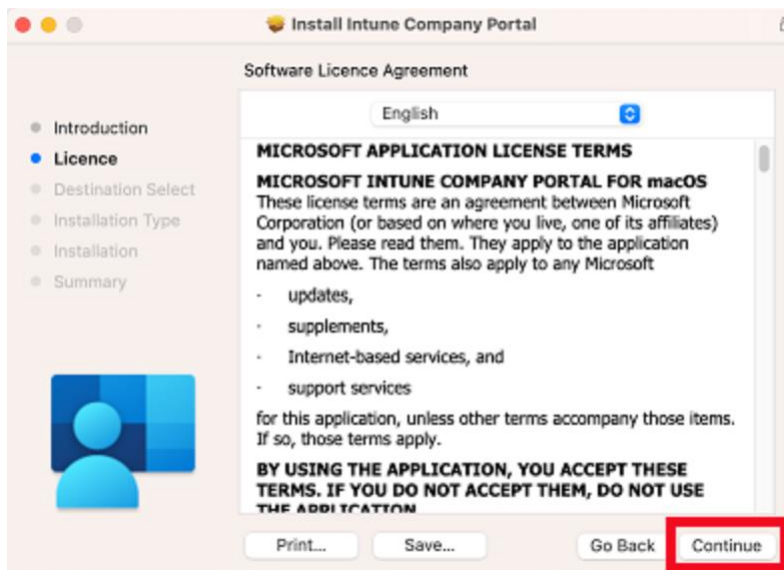 Install Intune Company Portal
Software Licence Agreement
Introduction
Licence
Destination Select
Installation Type
Installation
Summary
English
MICROSOFT APPLICATION LICENSE TERMS
MICROSOFT INTUNE COMPANY PORTAL FOR macOS
These license terms are an agreement between Microsoft
Corporation (or based on where you live, one of its affiliates)
and you. Please read them. They apply to the application
named above. The terms also apply to any Microsoft
- updates,
- supplements,
- Internet-based services, and
- support services
for this application, unless other terms accompany those items.
If so, those terms apply.
BY USING THE APPLICATION, YOU ACCEPT THESE
TERMS. IF YOU DO NOT ACCEPT THEM, DO NOT USE
THE APPLICATION
Print...
Save...
Go Back
Continue